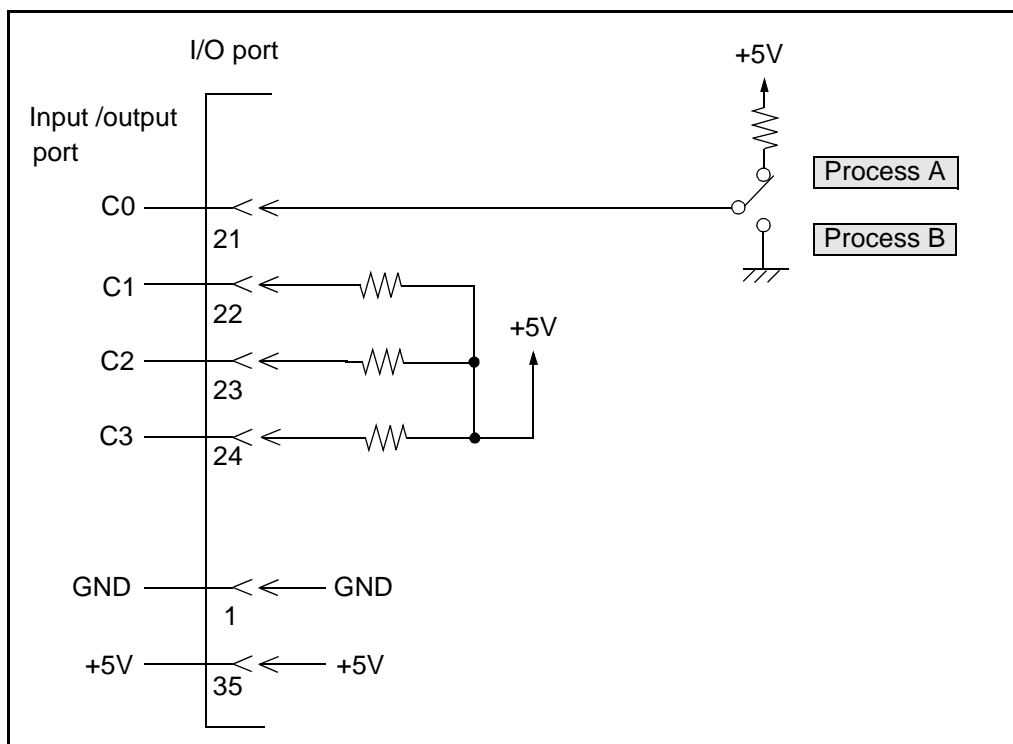 I/O port
+5V
Input /output
port
Process A
C0
21
Process B
C1
22
+5V
C2
23
C3
24
GND
GND
1
+5V
+5V
35